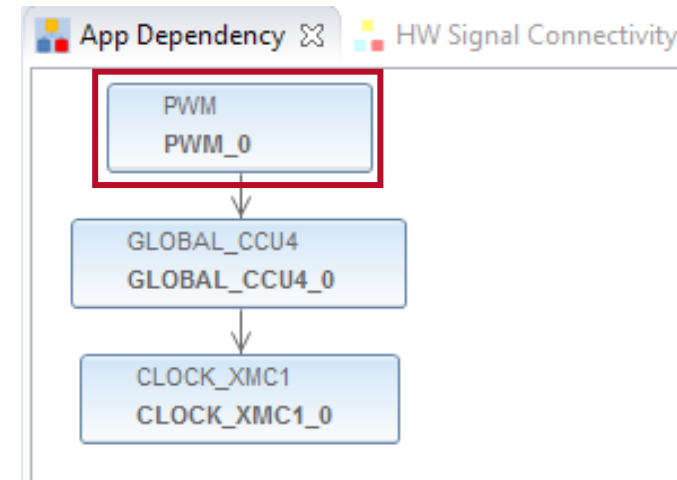 App Dependency HW Signal Connectivity
PWM
PWM_0
GLOBAL_CCU4
GLOBAL_CCU4_0
CLOCK_XMC1
CLOCK_XMC1_0